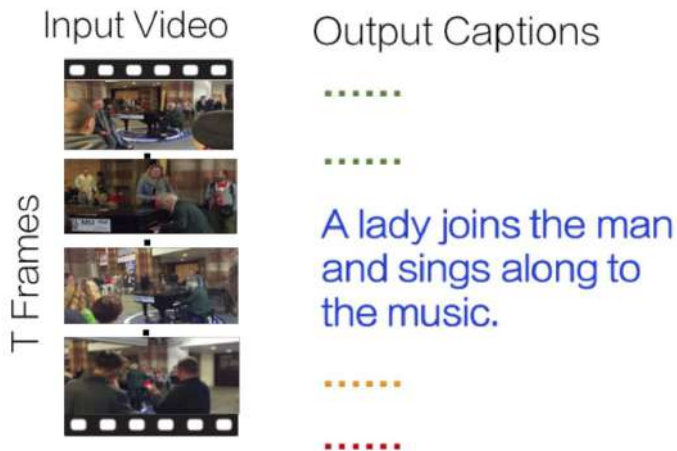 Input Video
Output Captions
T Frames
......
......
A lady joins the man
and sings along to
the music.
......
......